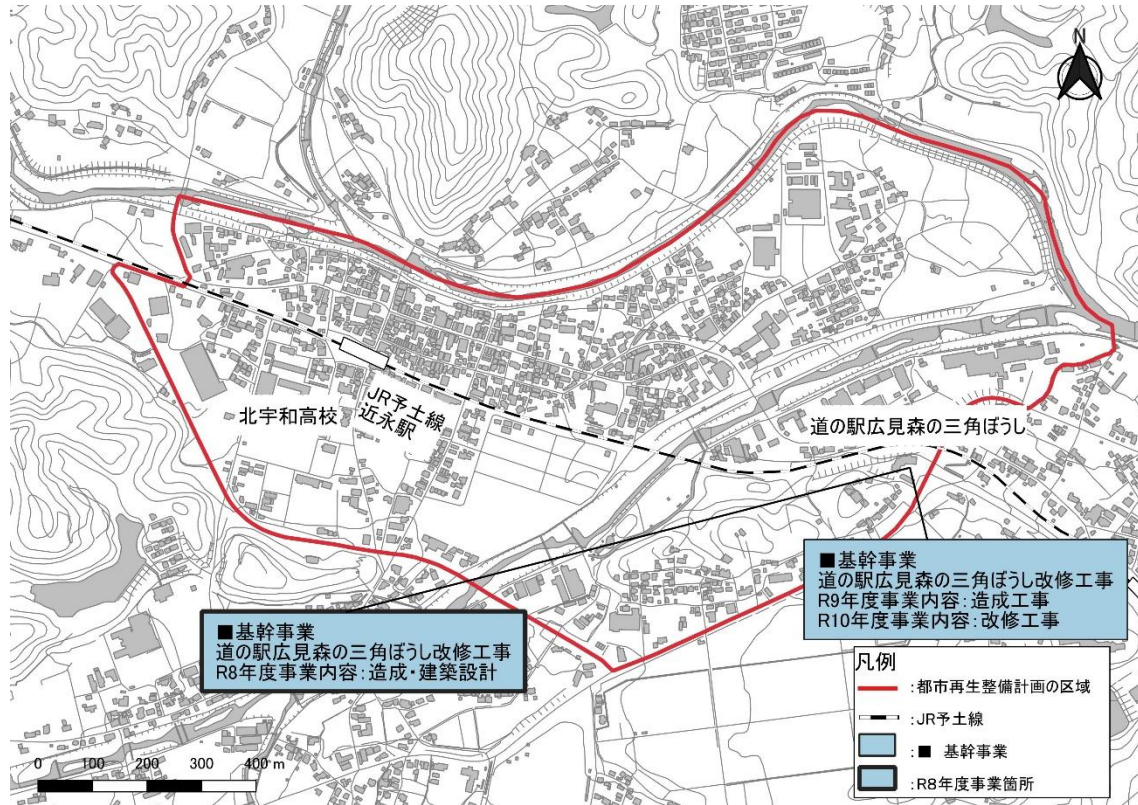 N
北宇和高校
JR予土線
近永駅
道の駅広見森の三角ぼうし
■基幹事業
道の駅広見森の三角ぼうし改修工事
R9年度事業内容：造成工事
R10年度事業内容：改修工事
■基幹事業
道の駅広見森の三角ぼうし改修工事
R8年度事業内容：造成・建築設計
凡例
：都市再生整備計画の区域
：JR予土線
：■ 基幹事業
：R8年度事業箇所
0 100 200 300 400 m